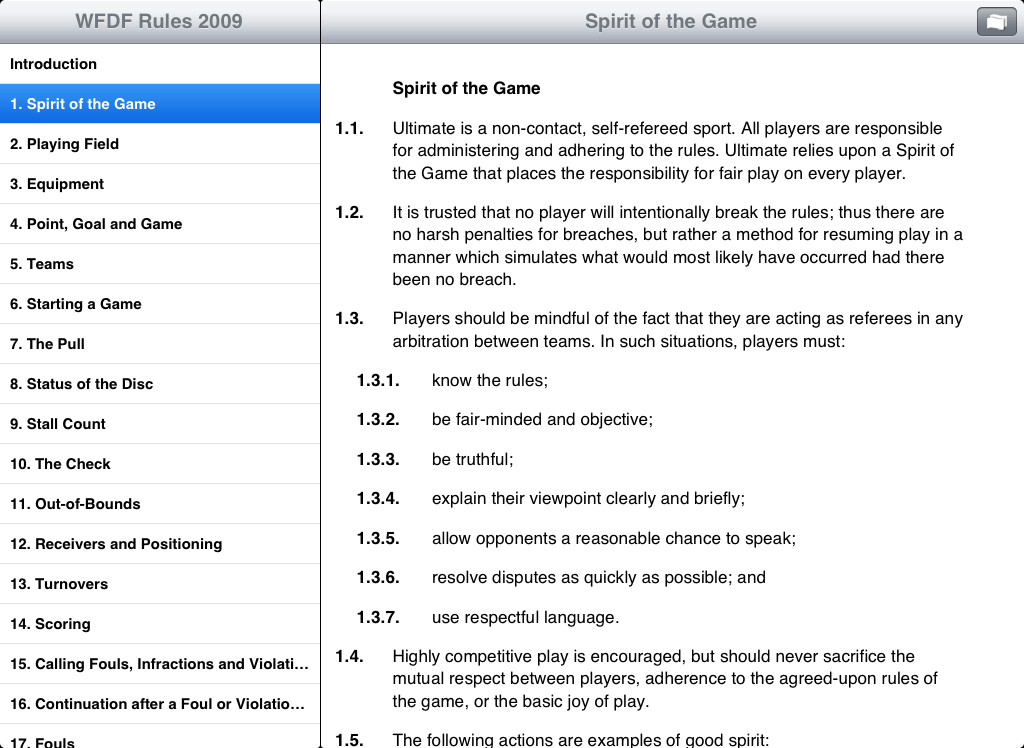 WFDF Rules 2009
Introduction
1. Spirit of the Game
2. Playing Field
3. Equipment
4. Point, Goal and Game
5. Teams
6. Starting a Game
7. The Pull
8. Status of the Disc
9. Stall Count
10. The Check
11. Out-of-Bounds
12. Receivers and Positioning
13. Turnovers
14. Scoring
15. Calling Fouls, Infractions and Violati...
16. Continuation after a Foul or Violatio...
17. Fouls
Spirit of the Game
Spirit of the Game
1.1. Ultimate is a non-contact, self-refereed sport. All players are responsible
for administering and adhering to the rules. Ultimate relies upon a Spirit of
the Game that places the responsibility for fair play on every player.
1.2. It is trusted that no player will intentionally break the rules; thus there are
no harsh penalties for breaches, but rather a method for resuming play in a
manner which simulates what would most likely have occurred had there
been no breach.
1.3. Players should be mindful of the fact that they are acting as referees in any
arbitration between teams. In such situations, players must:
1.3.1. know the rules;
1.3.2. be fair-minded and objective;
1.3.3. be truthful;
1.3.4. explain their viewpoint clearly and briefly;
1.3.5. allow opponents a reasonable chance to speak;
1.3.6. resolve disputes as quickly as possible; and
1.3.7. use respectful language.
1.4. Highly competitive play is encouraged, but should never sacrifice the
mutual respect between players, adherence to the agreed-upon rules of
the game, or the basic joy of play.
1.5. The following actions are examples of good spirit: